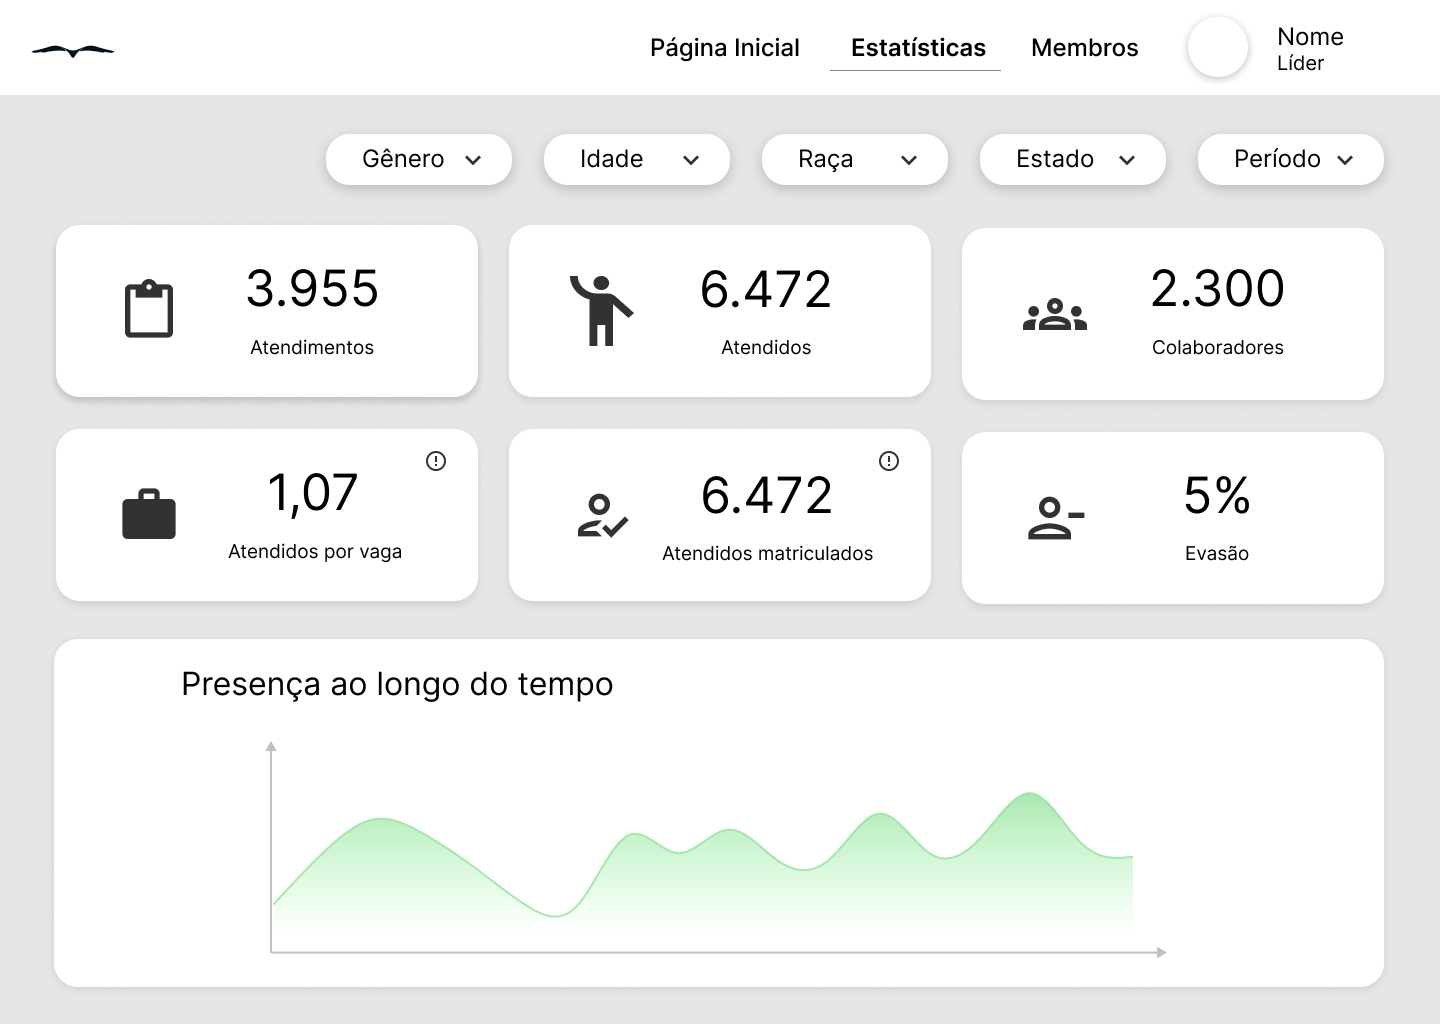 Página Inicial
Estatísticas
Membros
Nome
Líder
Gênero
Idade
Raça
Estado
Período
3.955
Atendimentos
6.472
Atendidos
2.300
Colaboradores
1,07
Atendidos por vaga
6.472
Atendidos matriculados
5%
Evasão
Presença ao longo do tempo